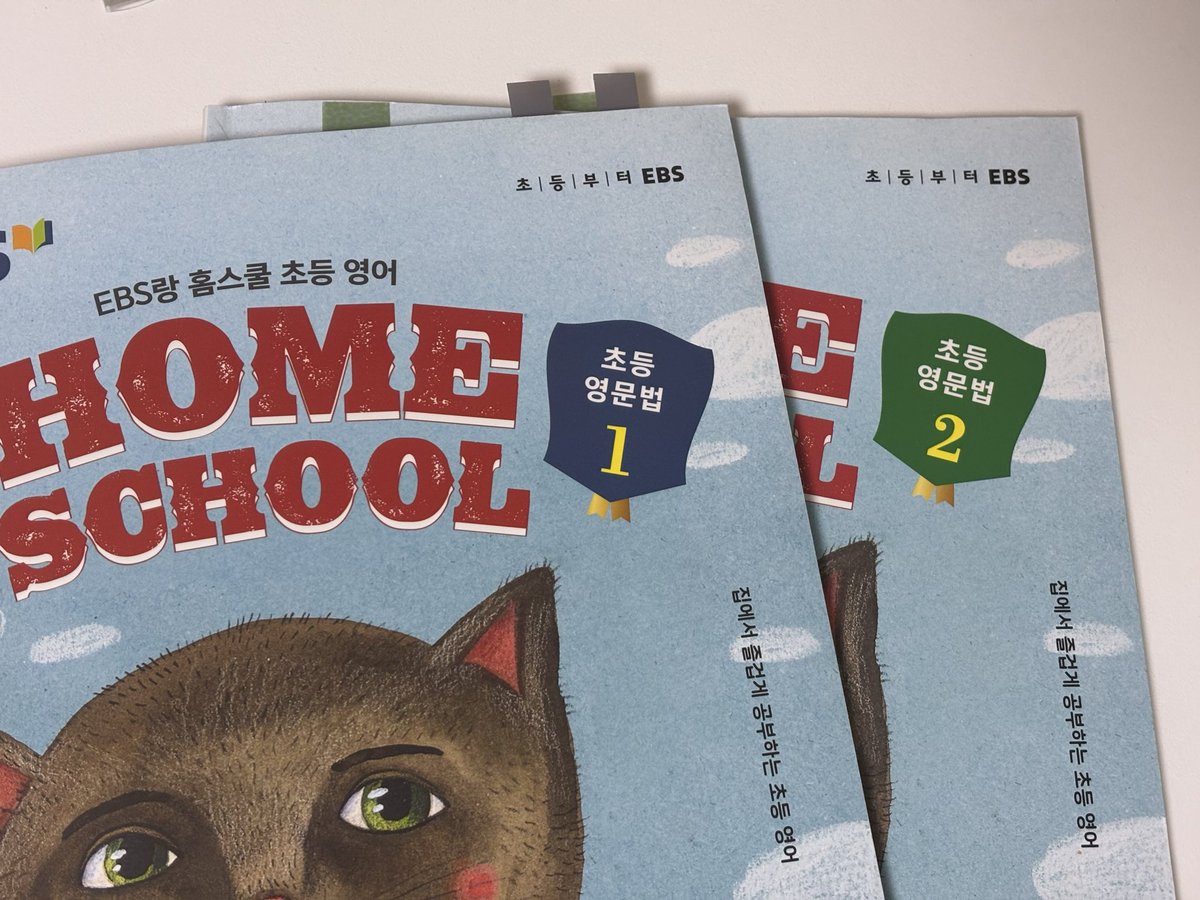 초등부터 EBS
EBS랑 홈스쿨 초등 영어
HOME
SCHOOL
초등
영문법
1
집에서 즐겁게 공부하는 초등 영어
초등부터 EBS
초등
영문법
2
집에서 즐겁게 공부하는 초등 영어